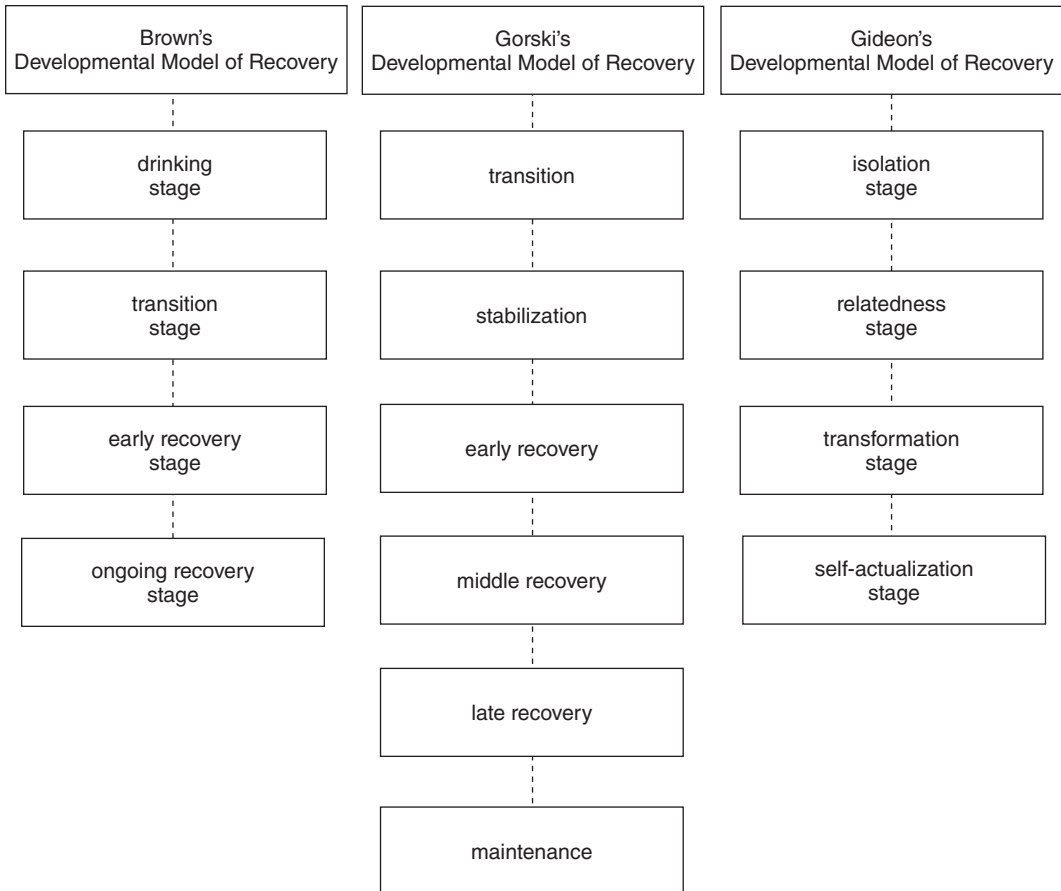 Brown's
Developmental Model of Recovery
drinking
stage
transition
stage
early recovery
stage
ongoing recovery
stage
Gorski's
Developmental Model of Recovery
transition
stabilization
early recovery
middle recovery
late recovery
maintenance
Gideon's
Developmental Model of Recovery
isolation
stage
relatedness
stage
transformation
stage
self-actualization
stage